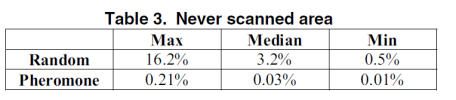 Table 3. Never scanned area
Max Median Min
Random 16.2% 3.2% 0.5%
Pheromone 0.21% 0.03% 0.01%